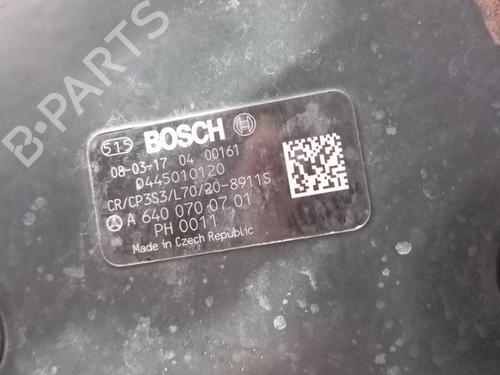 B-PARTS
515 BOSCH
08-03-17 04 00161
0445010120
CR/CP3S3/L70/20-8911S
A 640 070 07 01
PH 0011
Made in Czech Republic